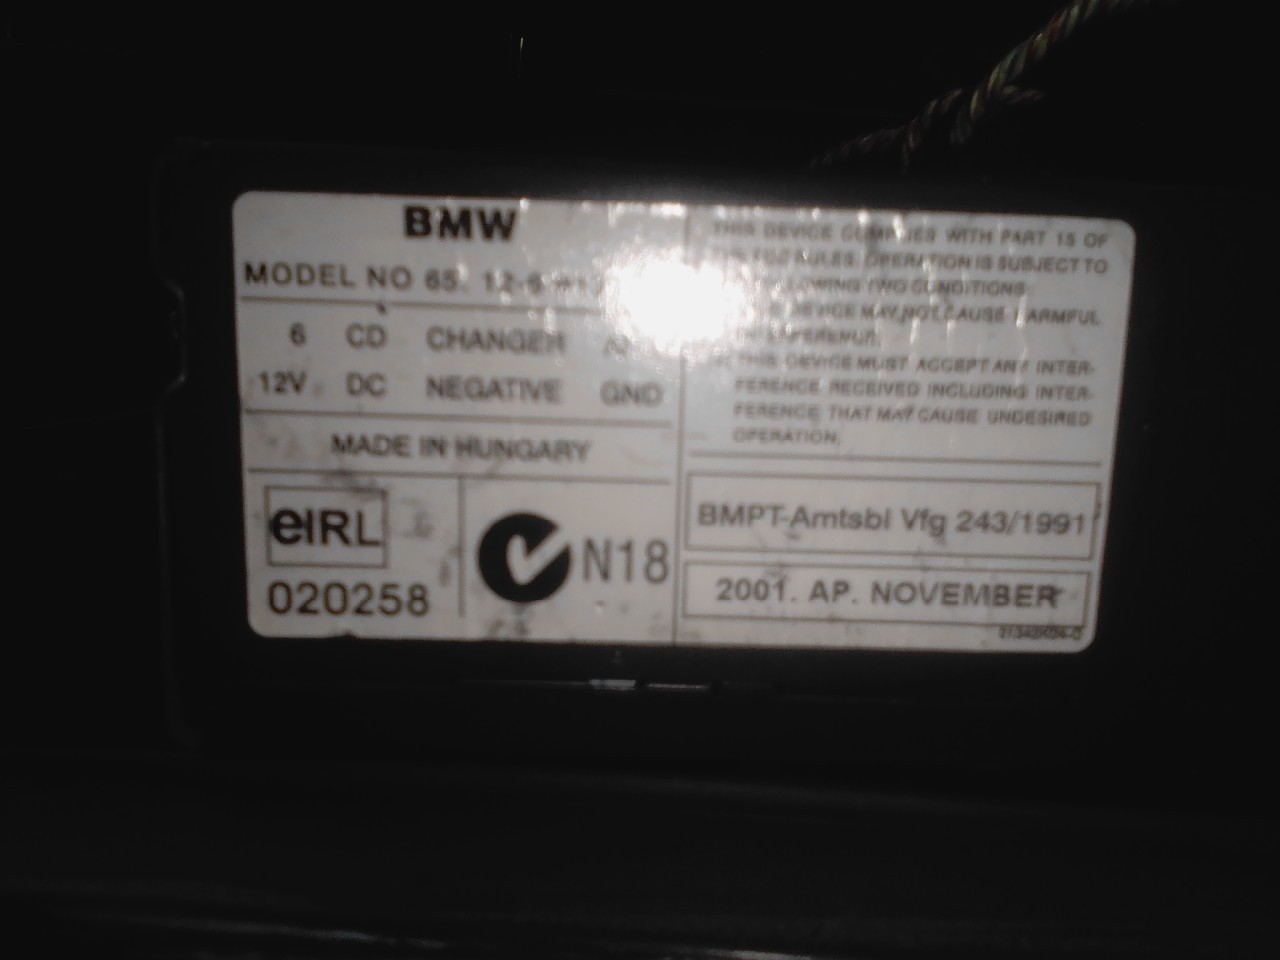 BMW
MODEL NO 65. 12-6
6 CD CHANGER
12V DC NEGATIVE GND
MADE IN HUNGARY
eIRL
020258
N18
THIS DEVICE COMPLIES WITH PART 15 OF
RULES. OPERATION IS SUBJECT TO
TWO CONDITIONS
DEVICE MAY NOT CAUSE HARMFUL
THIS DEVICE MUST ACCEPT ANY INTER-
FERENCE RECEIVED INCLUDING INTER-
FERENCE THAT MAY CAUSE UNDESIRED
OPERATION.
BMPT-Amtsbl Vfg 243/1991
2001. AP. NOVEMBER